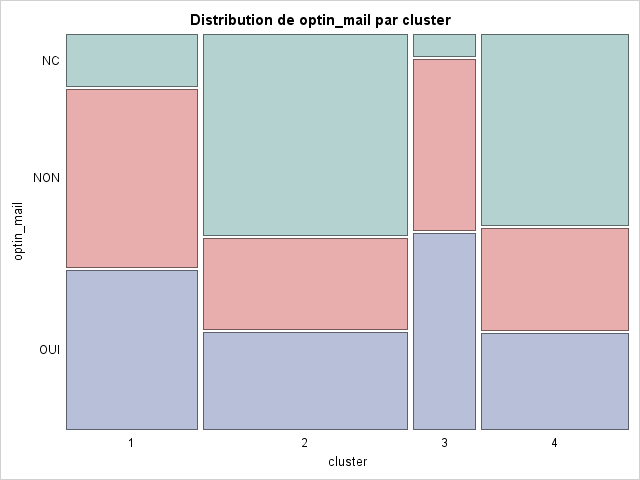 Distribution de optin_mail par cluster
NC
NON
OUI
optin_mail
1 2 3 4
cluster